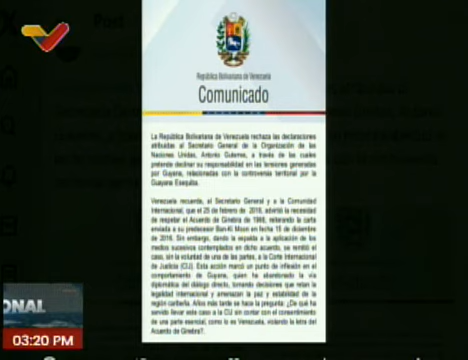 República Bolivariana de Venezuela
Comunicado
La República Bolivariana de Venezuela rechaza las declaraciones
atribuidas al Secretario General de la Organización de las
Naciones Unidas, Antonio Guterres, a través de las cuales
pretende declinar su responsabilidad en las tensiones generadas
por Guyana, relacionadas con la controversia territorial por la
Guayana Esequiba.
Venezuela recuerda, el Secretario General y a la Comunidad
Internacional, que el 25 de febrero de 2018, advirtió la necesidad
de respetar el Acuerdo de Ginebra de 1966, reiterando la carta
enviada a su predecesor Ban-Ki Moon en fecha 15 de diciembre
de 2016. Sin embargo, dando la espalda a la aplicación de los
medios sucesivos contemplados en dicho acuerdo, se remitió el
caso, sin la voluntad de una de las partes, a la Corte Internacional
de Justicia (CIJ). Esta acción marcó un punto de inflexión en el
comportamiento de Guyana, quien ha abandonado la vía
diplomática del diálogo directo, tomando decisiones que retan la
legalidad internacional y amenazan la paz y estabilidad de la
región caribeña. Años más tarde se hace la pregunta: ¿De qué ha
servido llevar este caso a la CIJ sin contar con el consentimiento
de una parte esencial, como lo es Venezuela, violando la letra del
Acuerdo de Ginebra?.
IONAL
03:20 PM